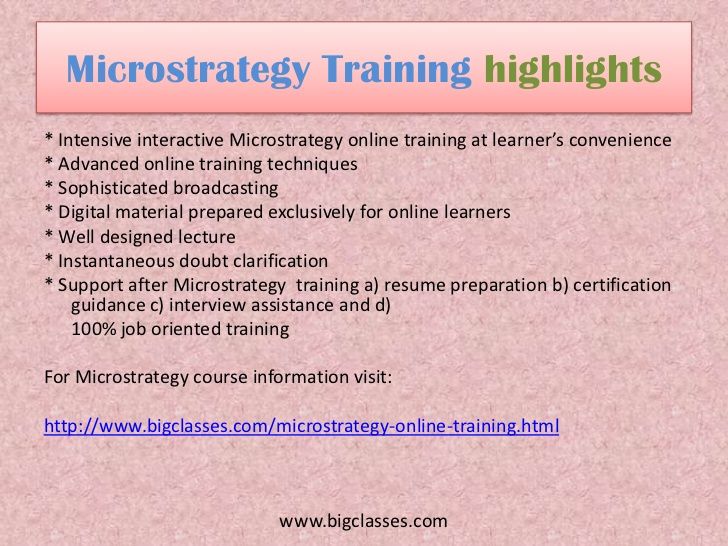 Microstrategy Training highlights
* Intensive interactive Microstrategy online training at learner’s convenience
* Advanced online training techniques
* Sophisticated broadcasting
* Digital material prepared exclusively for online learners
* Well designed lecture
* Instantaneous doubt clarification
* Support after Microstrategy  training a) resume preparation b) certification
guidance c) interview assistance and d)
100% job oriented training
For Microstrategy course information visit:
http://www.bigclasses.com/microstrategy-online-training.html
www.bigclasses.com